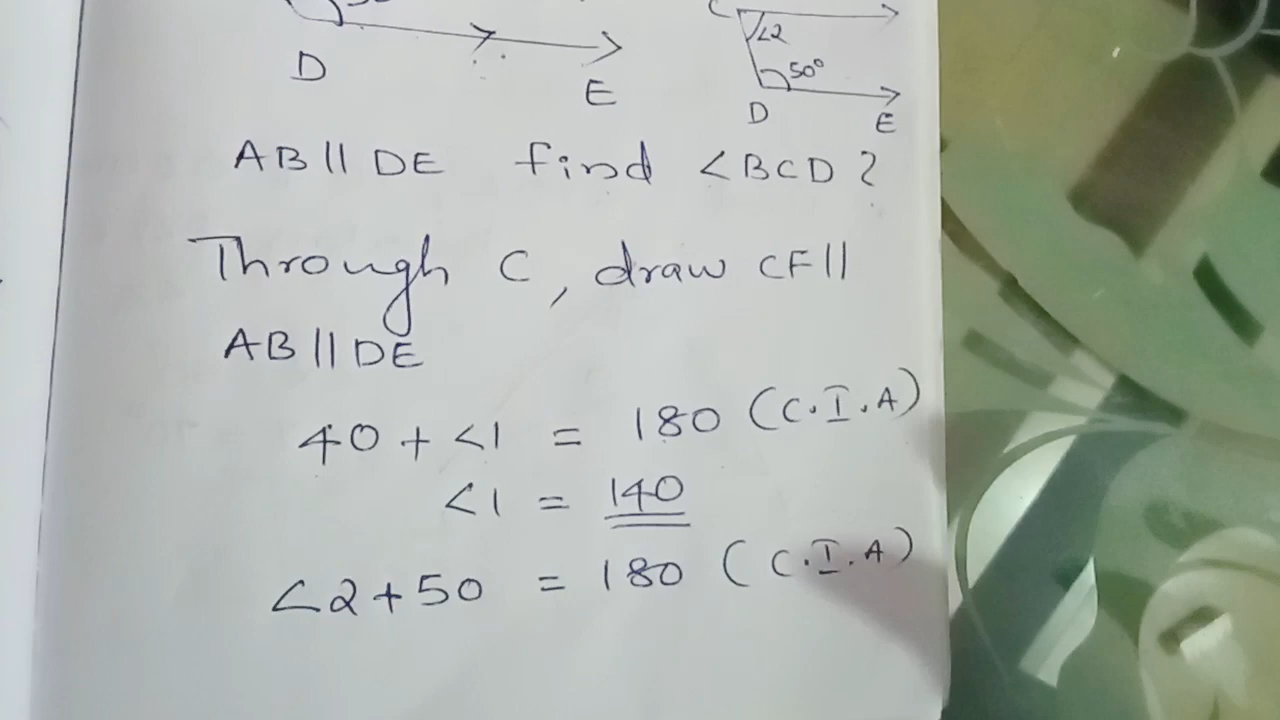 C
<2
50°
D
E
D
E
AB || DE find <BCD?
Through C, draw CF ||
AB || DE
40 + <1 = 180 (C.I.A)
<1 = 140
<2 + 50 = 180 (C.I.A)